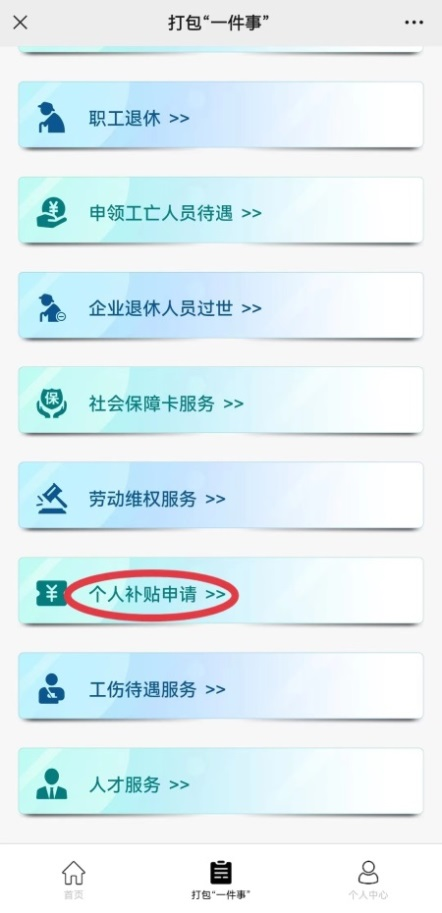 打包“一件事”
职工退休 >>
¥
申领工亡人员待遇 >>
企业退休人员过世 >>
保
社会保障卡服务 >>
劳动维权服务 >>
¥
个人补贴申请 >>
工伤待遇服务 >>
人才服务 >>
首页
打包“一件事”
个人中心